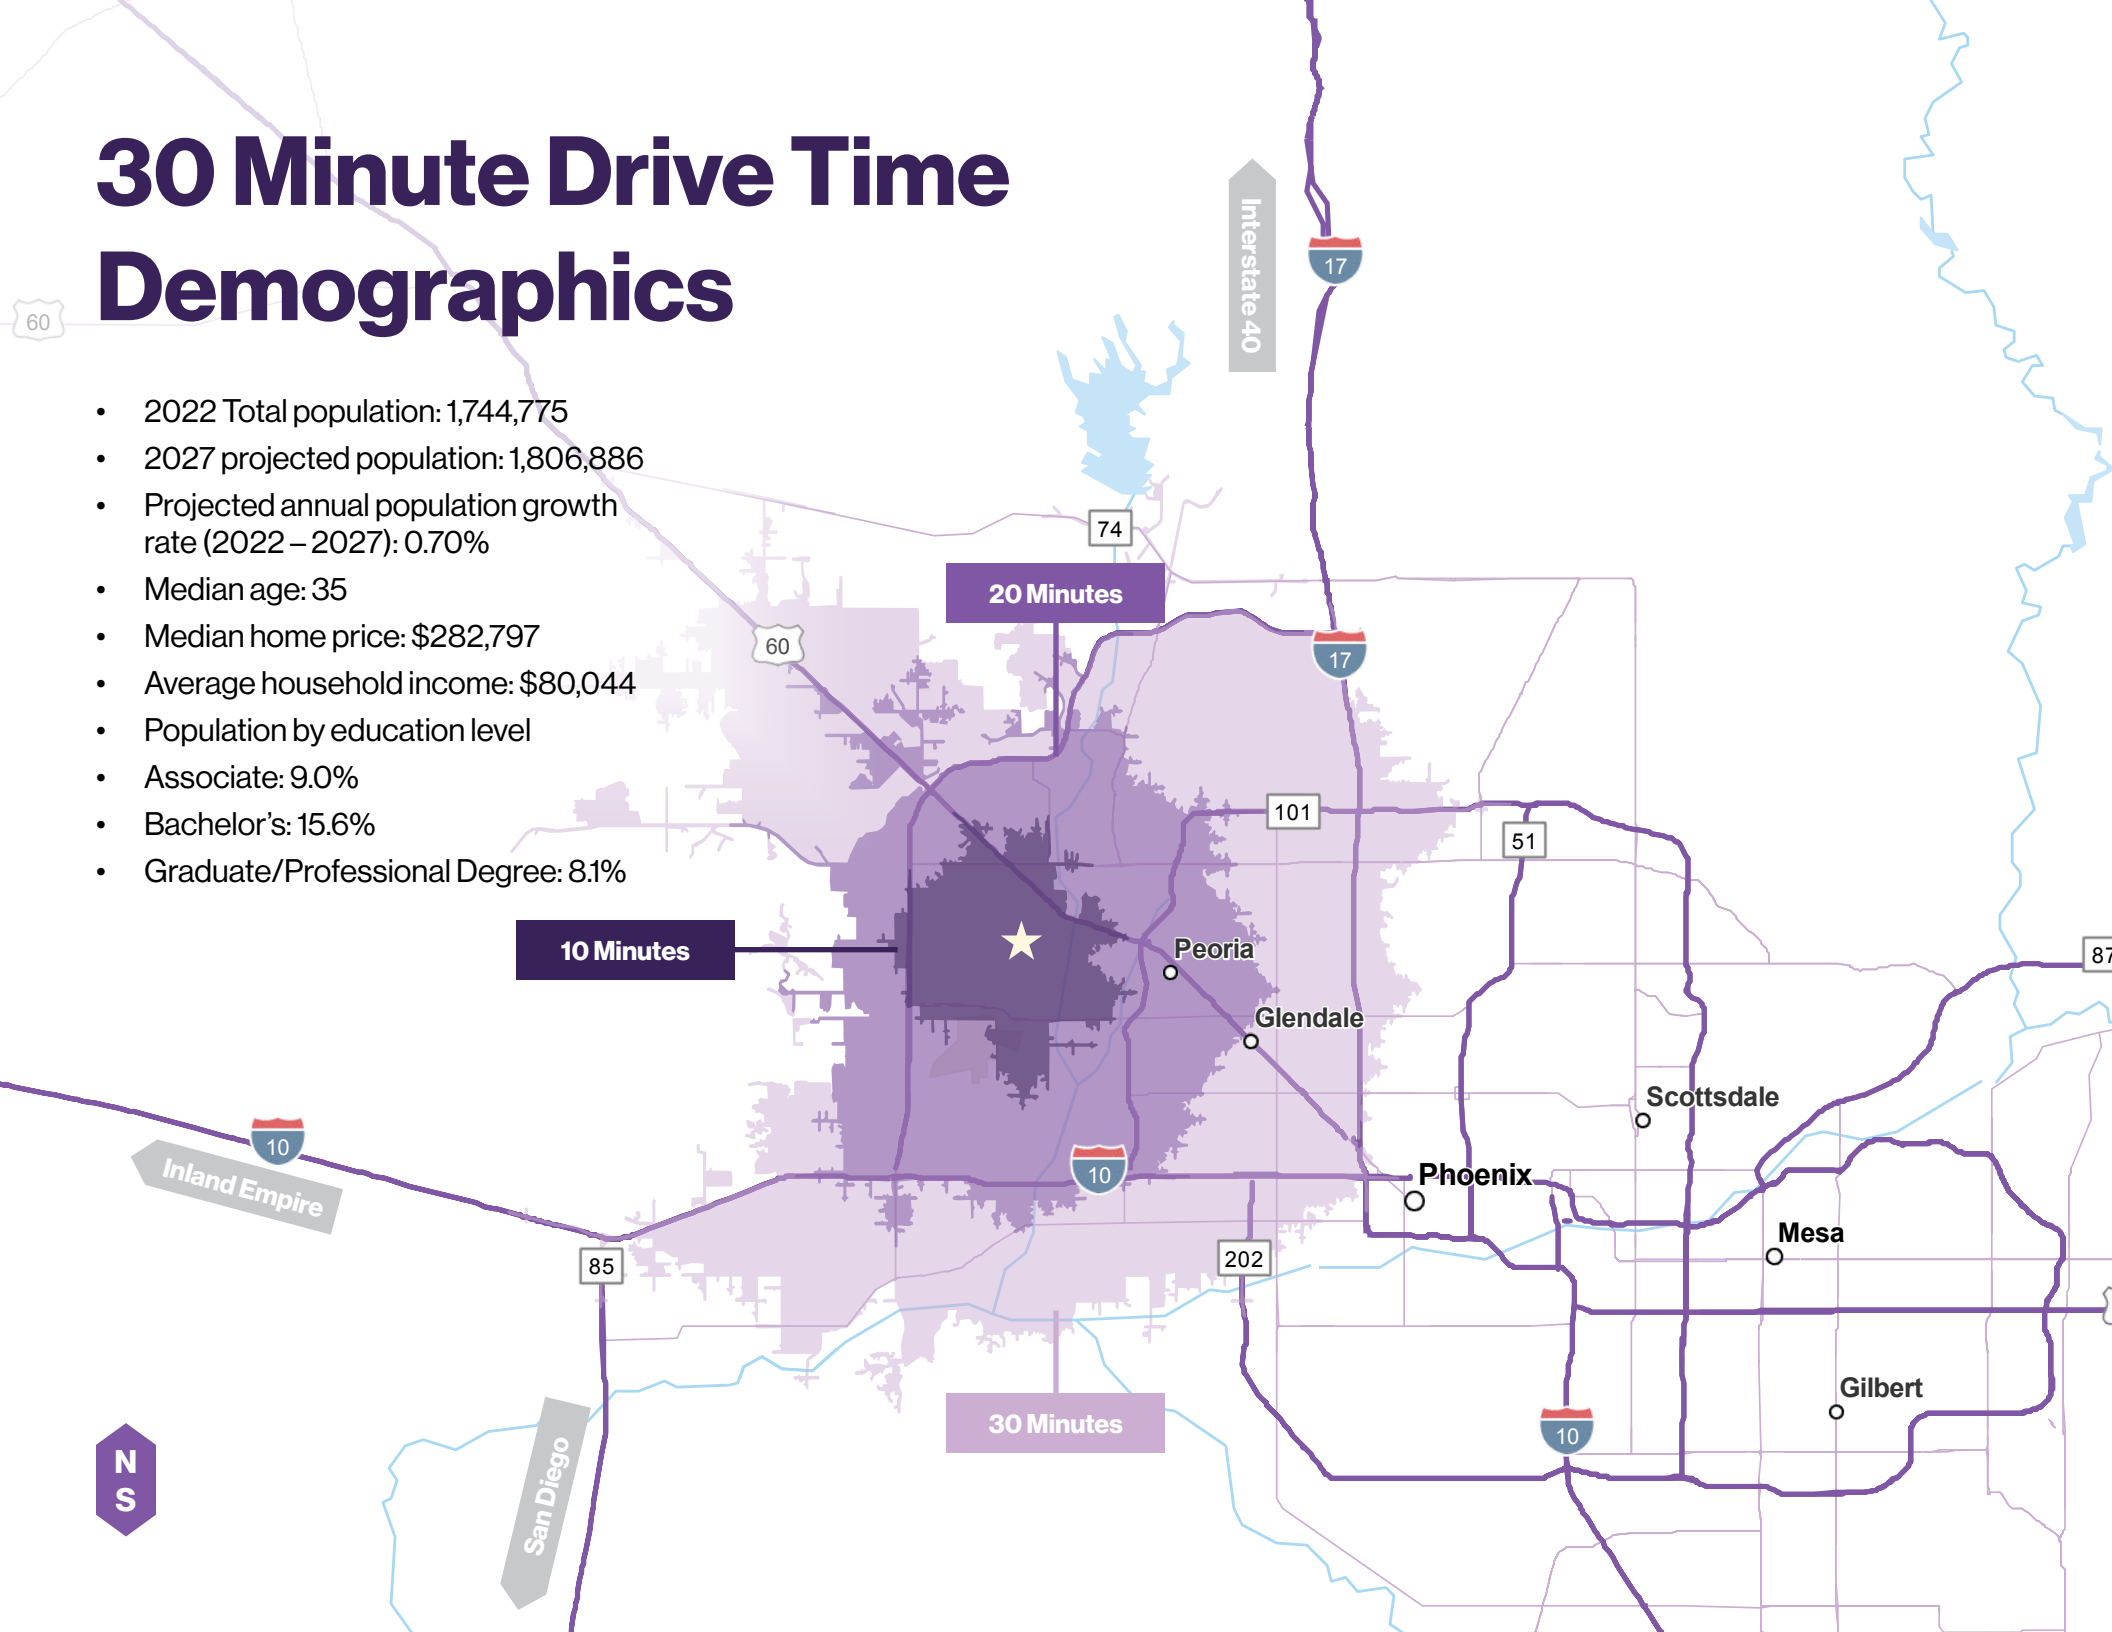 30 Minute Drive Time
Demographics
60
• 2022 Total population: 1,744,775
• 2027 projected population: 1,806,886
• Projected annual population growth
rate (2022 – 2027): 0.70%
• Median age: 35
• Median home price: $282,797
• Average household income: $80,044
• Population by education level
• Associate: 9.0%
• Bachelor’s: 15.6%
• Graduate/Professional Degree: 8.1%
Interstate 40
17
74
20 Minutes
60
17
101
51
10 Minutes
Peoria
87
Glendale
Scottsdale
10
Inland Empire
10
Phoenix
Mesa
85
202
Gilbert
30 Minutes
10
San Diego
N
S